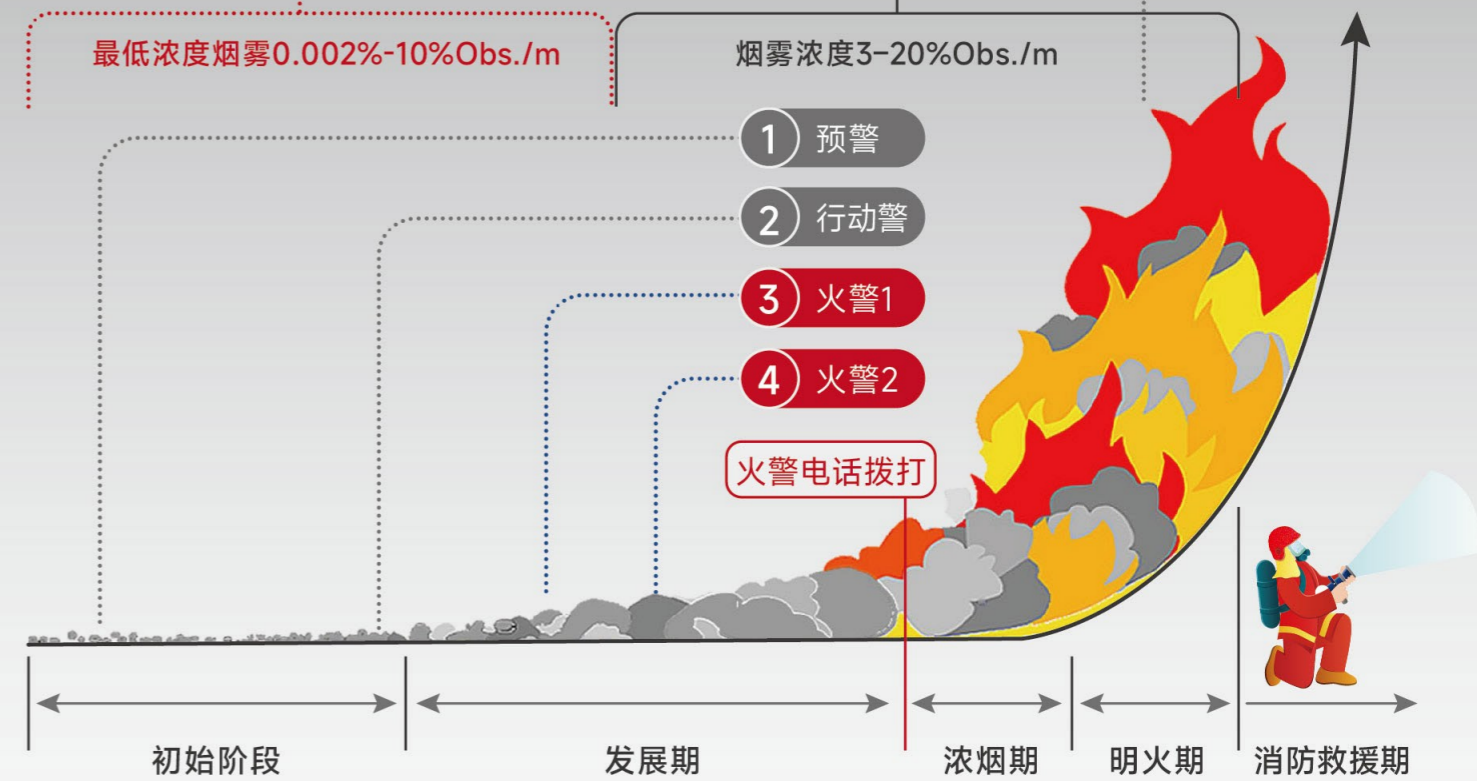 最低浓度烟雾0.002%-10%Obs./m
烟雾浓度3-20%Obs./m
1 预警
2 行动警
3 火警1
4 火警2
火警电话拨打
初始阶段
发展期
浓烟期
明火期
消防救援期